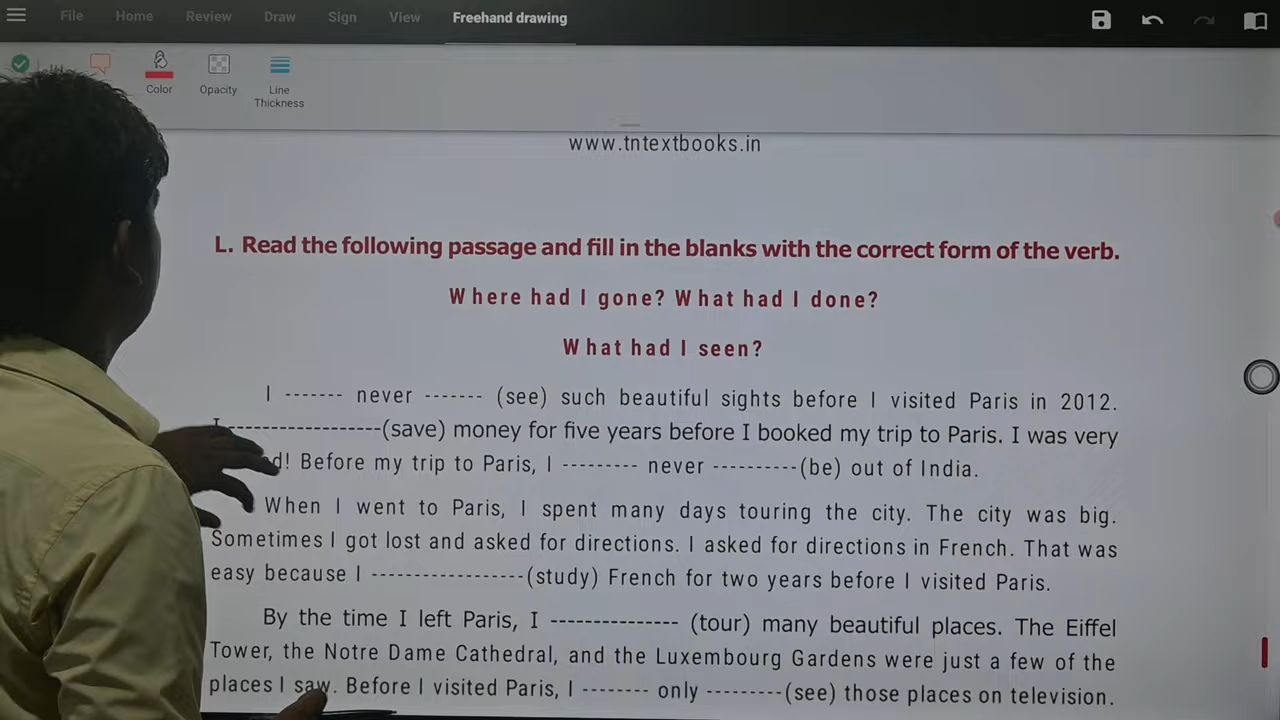 File Home Review Draw Sign View Freehand drawing
Color Opacity Line Thickness
www.tntextbooks.in
L. Read the following passage and fill in the blanks with the correct form of the verb.
Where had I gone? What had I done?
What had I seen?
I ------- never ------- (see) such beautiful sights before I visited Paris in 2012.
I------------------(save) money for five years before I booked my trip to Paris. I was very
d! Before my trip to Paris, I --------- never ----------(be) out of India.
When I went to Paris, I spent many days touring the city. The city was big.
Sometimes I got lost and asked for directions. I asked for directions in French. That was
easy because I ------------------(study) French for two years before I visited Paris.
By the time I left Paris, I --------------- (tour) many beautiful places. The Eiffel
Tower, the Notre Dame Cathedral, and the Luxembourg Gardens were just a few of the
places I saw. Before I visited Paris, I -------- only ---------(see) those places on television.